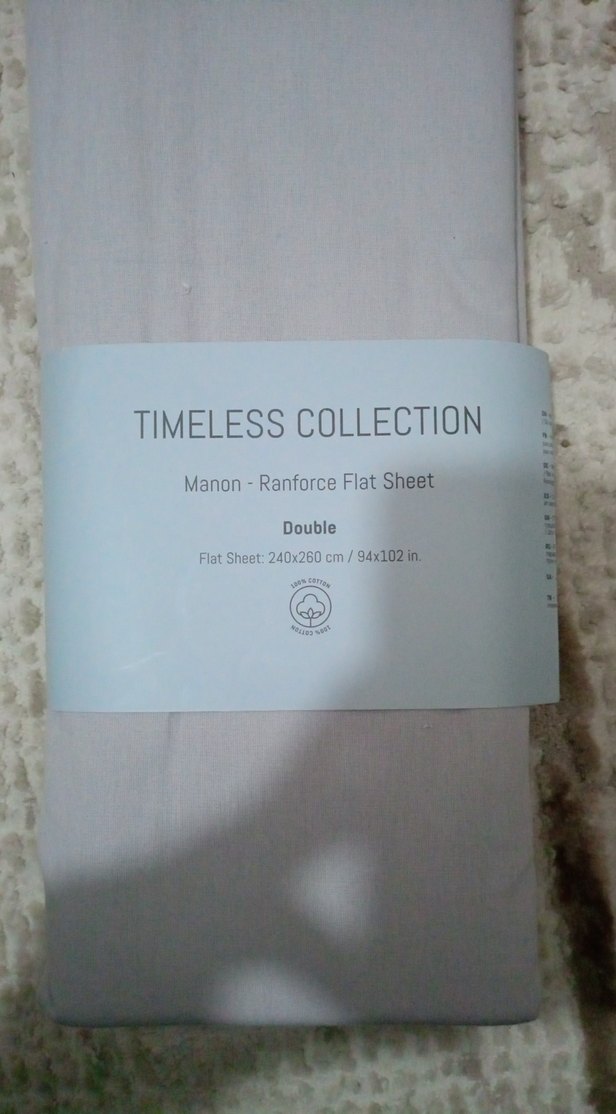 TIMELESS COLLECTION
Manon - Ranforce Flat Sheet
Double
Flat Sheet: 240x260 cm / 94x102 in.
100% COTTON
100% COTTON